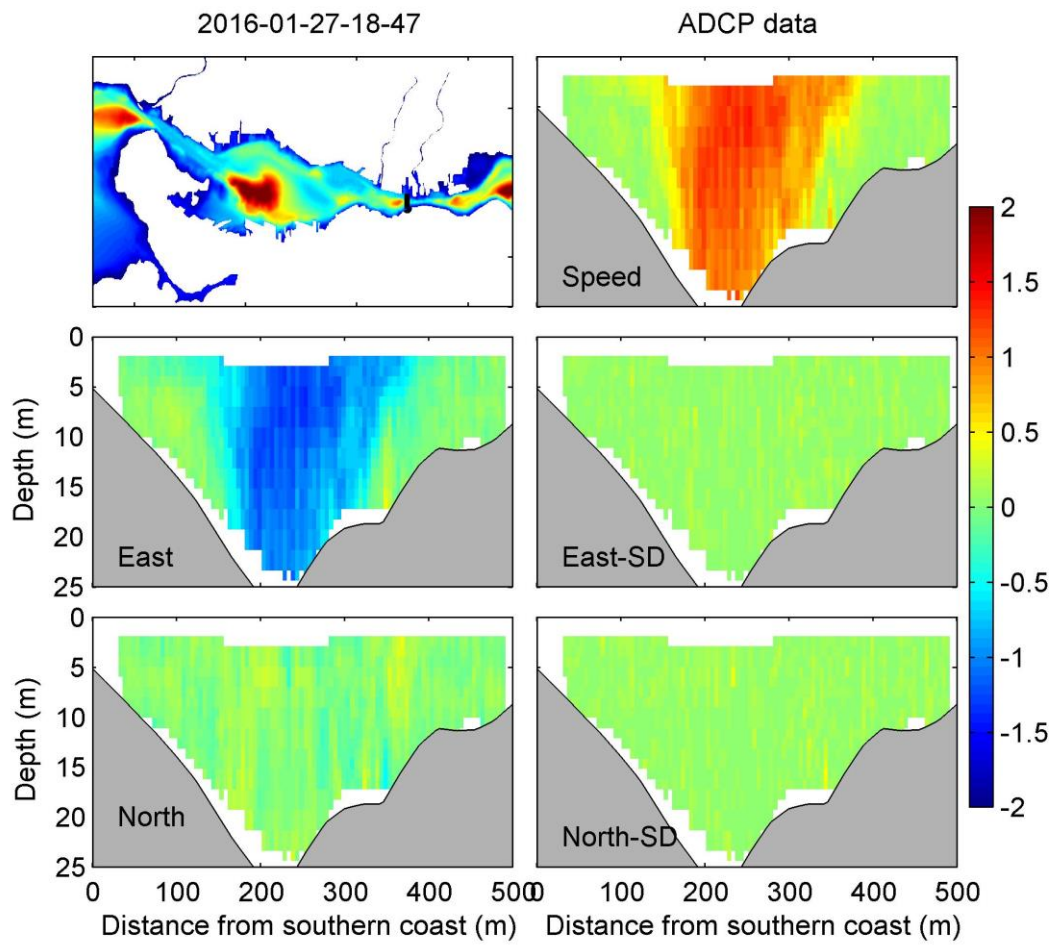 2016-01-27-18-47
ADCP data
Speed
0
5
10
15
20
25
Depth (m)
East
East-SD
0
5
10
15
20
25
Depth (m)
North
North-SD
0 100 200 300 400 500
0 100 200 300 400 500
Distance from southern coast (m)
Distance from southern coast (m)
2
1.5
1
0.5
0
-0.5
-1
-1.5
-2